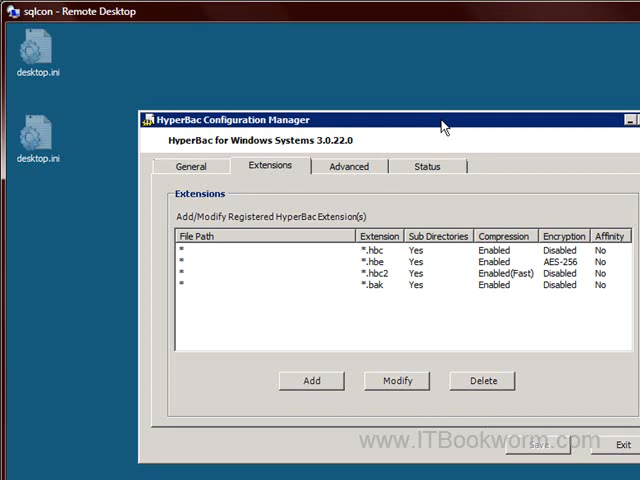 sqlcon - Remote Desktop
desktop.ini
desktop.ini
HyperBac Configuration Manager
HyperBac for Windows Systems 3.0.22.0
General Extensions Advanced Status
Extensions
Add/Modify Registered HyperBac Extension(s)
File Path Extension Sub Directories Compression Encryption Affinity
* *.hbc Yes Enabled Disabled No
* *.hbe Yes Enabled AES-256 No
* *.hbc2 Yes Enabled(Fast) Disabled No
* *.bak Yes Enabled Disabled No
Add Modify Delete
www.ITBookworm.com
Save Exit